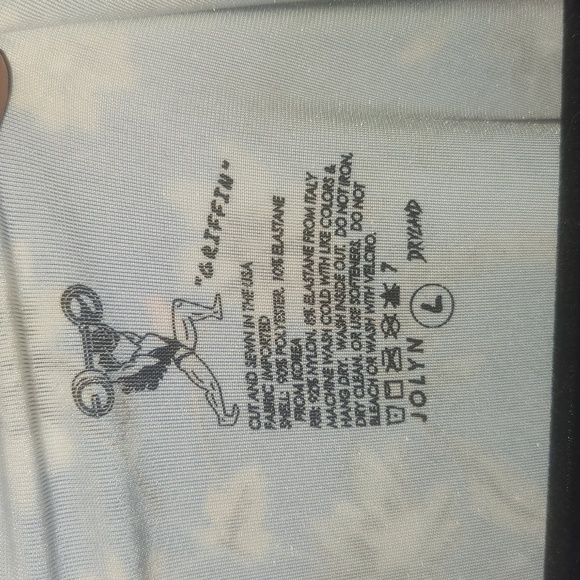 "GRIFFIN"
CUT AND SEWN IN THE USA
FABRIC IMPORTED
SHELL: 90% POLYESTER, 10% ELASTANE
FROM KOREA
RIB: 92% NYLON, 8% ELASTANE FROM ITALY
MACHINE WASH COLD WITH LIKE COLORS &
HANG DRY. WASH INSIDE OUT. DO NOT IRON,
DRY CLEAN, OR USE SOFTENER. DO NOT
BLEACH OR WASH WITH VELCRO.
7
JOLYN L DRYLAND